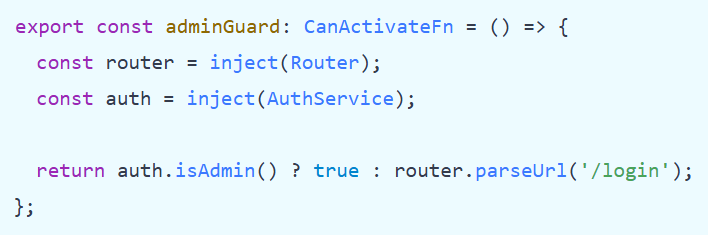 export const adminGuard: CanActivateFn = () => {
  const router = inject(Router);
  const auth = inject(AuthService);

  return auth.isAdmin() ? true : router.parseUrl('/login');
};